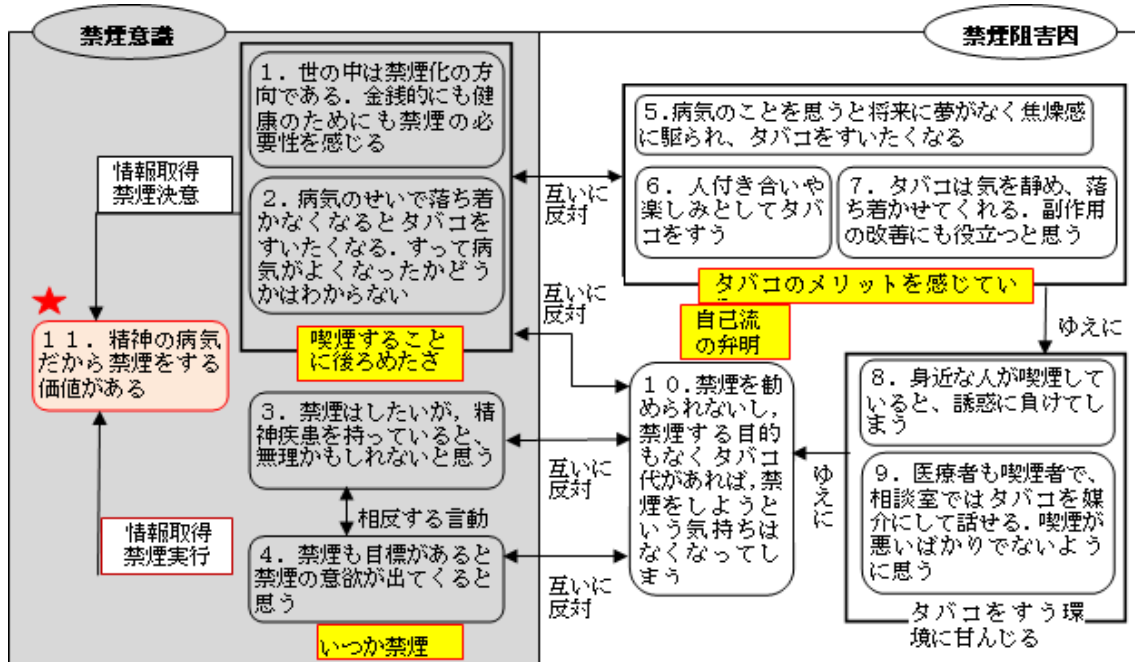 禁煙意識
禁煙阻害因
１．世の中は禁煙化の方
向である．金銭的にも健
康のためにも禁煙の必
要性を感じる
２．病気のせいで落ち着
かなくなるとタバコを
すいたくなる．すって病
気がよくなったかどう
かはわからない
喫煙すること
に後ろめたさ
情報取得
禁煙決意
１１．精神の病気
だから禁煙をする
価値がある
情報取得
禁煙実行
３．禁煙はしたいが，精
神疾患を持っていると、
無理かもしれないと思う
相反する言動
４．禁煙も目標があると
禁煙の意欲が出てくると
思う
いつか禁煙
互いに
反対
互いに
反対
互いに
反対
互いに
反対
5.病気のことを思うと将来に夢がなく焦燥感
に駆られ、タバコをすいたくなる
６．人付き合いや
楽しみとしてタバ
コをすう
７．タバコは気を静め、落
ち着かせてくれる．副作用
の改善にも役立つと思う
タバコのメリットを感じてい
ゆえに
自己流
の弁明
１０.禁煙を勧
められないし，
禁煙する目的
もなくタバコ
代があれば，禁
煙をしようと
いう気持ちは
なくなってし
まう
ゆえに
８．身近な人が喫煙して
いると、誘惑に負けてし
まう
９．医療者も喫煙者で、
相談室ではタバコを媒
介にして話せる．喫煙が
悪いばかりでないよう
に思う
タバコをすう環
境に甘んじる